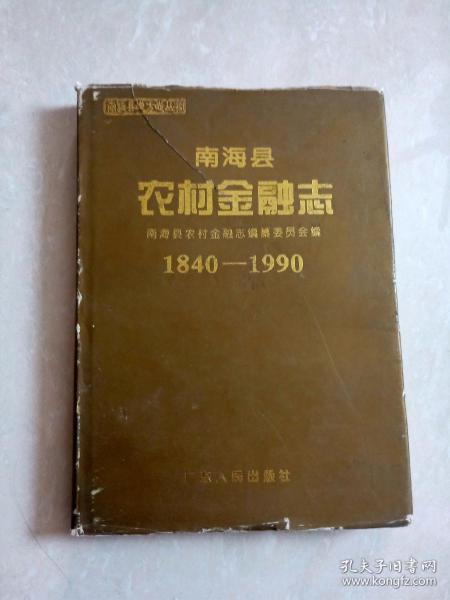 南海县
农村金融志
南海县农村金融志编纂委员会编
1840—1990
广东人民出版社
孔夫子旧书网
www.kongfz.com